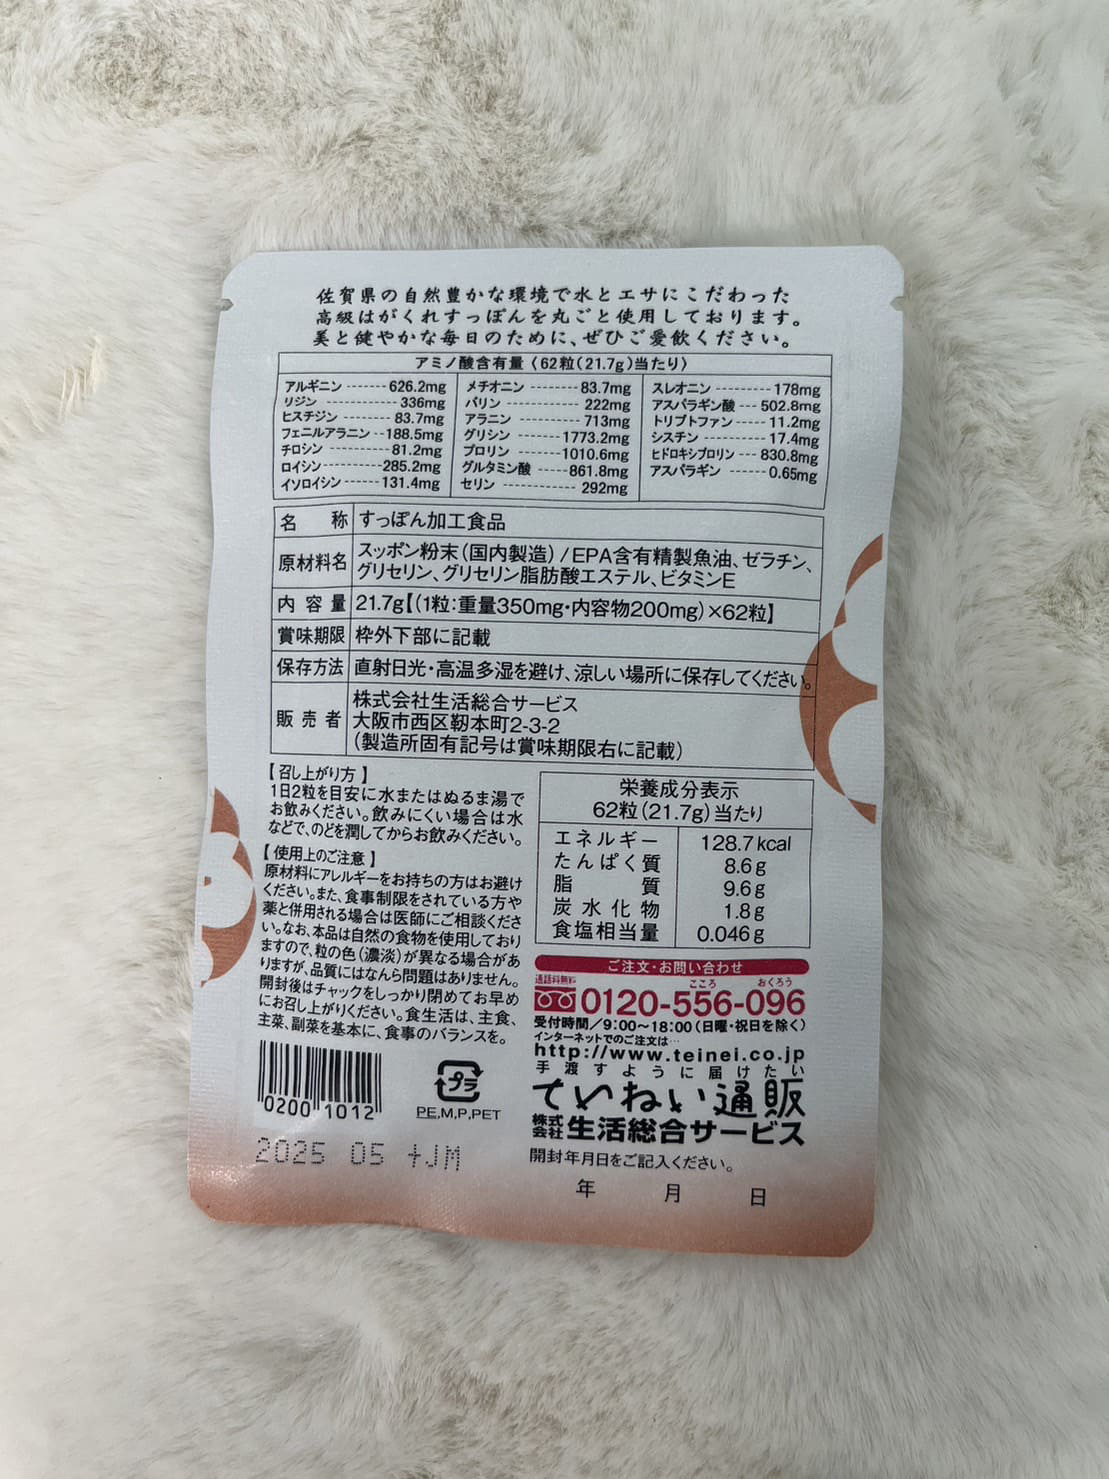 佐賀県の自然豊かな環境で水とエサにこだわった
高級はがくれすっぽんを丸ごと使用しております。
美と健やかな毎日のために、ぜひご愛飲ください。
アミノ酸含有量〈62粒(21.7g)当たり〉
アルギニン -------626.2mg
リジン --------------336mg
ヒスチジン ---------83.7mg
フェニルアラニン --188.5mg
チロシン -----------81.2mg
ロイシン-----------285.2mg
イソロイシン ------131.4mg
メチオニン --------83.7mg
バリン --------------222mg
アラニン ------------713mg
グリシン -------1773.2mg
プロリン -------1010.6mg
グルタミン酸 -----861.8mg
セリン ------------292mg
スレオニン ---------178mg
アスパラギン酸 --- 502.8mg
トリプトファン ----- 11.2mg
シスチン ----------- 17.4mg
ヒドロキシプロリン --- 830.8mg
アスパラギン ------0.65mg
名称 すっぽん加工食品
原材料名 スッポン粉末(国内製造)/EPA含有精製魚油、ゼラチン、
グリセリン、グリセリン脂肪酸エステル、ビタミンE
内容量 21.7g【(1粒:重量350mg・内容物200mg)×62粒】
賞味期限 枠外下部に記載
保存方法 直射日光・高温多湿を避け、涼しい場所に保存してください。
販売者 株式会社生活総合サービス
大阪市西区靭本町2-3-2
(製造所固有記号は賞味期限右に記載)
【召し上がり方】
1日2粒を目安に水またはぬるま湯で
お飲みください。飲みにくい場合は水
などで、のどを潤してからお飲みください。
【使用上のご注意】
原材料にアレルギーをお持ちの方はお避け
ください。また、食事制限をされている方や
薬と併用される場合は医師にご相談くださ
い。なお、本品は自然の食物を使用しており
ますので、粒の色(濃淡)が異なる場合があ
りますが、品質にはなんら問題はありません。
開封後はチャックをしっかり閉めてお早め
にお召し上がりください。食生活は、主食、
主菜、副菜を基本に、食事のバランスを。
栄養成分表示
62粒(21.7g)当たり
エネルギー 128.7kcal
たんぱく質 8.6g
脂質 9.6g
炭水化物 1.8g
食塩相当量 0.046g
ご注文・お問い合わせ
通話料無料 こころ おくろう
0120-556-096
受付時間/9:00~18:00(日曜・祝日を除く)
インターネットでのご注文は…
http://www.teinei.co.jp
手渡すように届けたい
ていねい通販
株式会社生活総合サービス
開封年月日をご記入ください。
年 月 日
0200 1012
プラ
PE,M,P,PET
2025 05 +JM